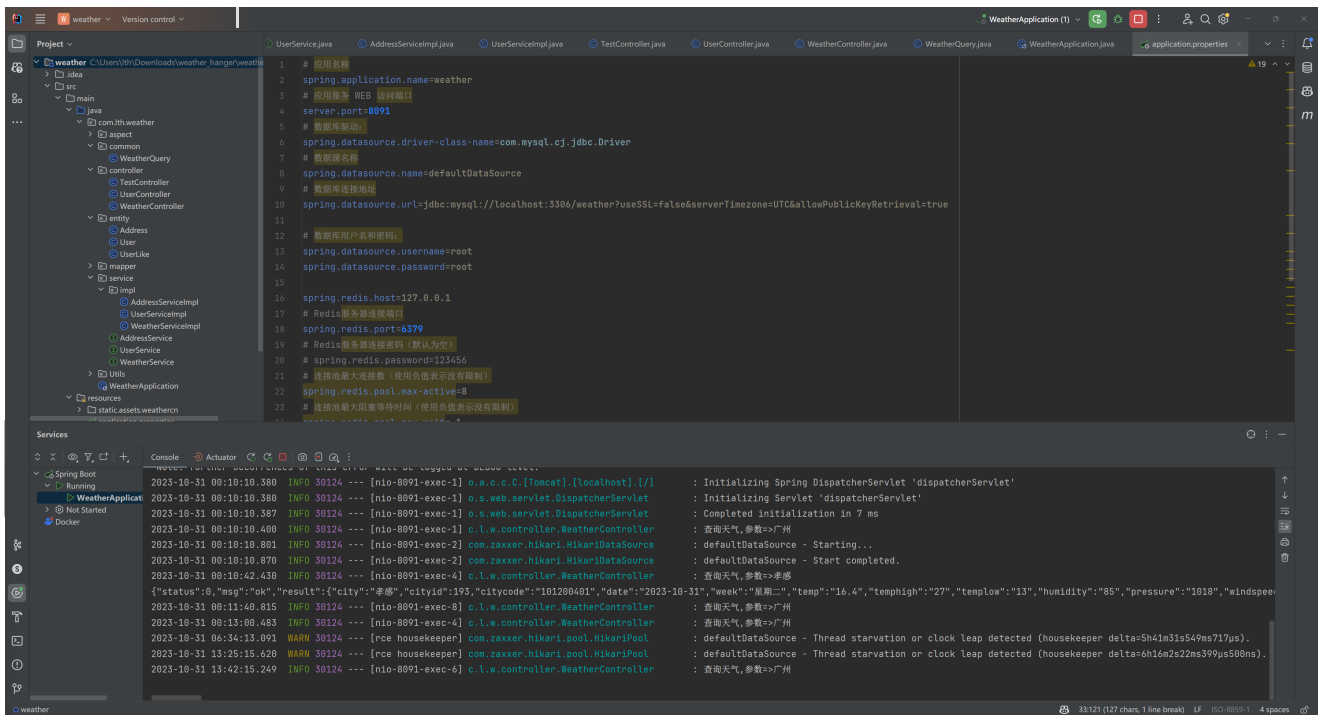 W weather Version control
WeatherApplication (1)
Project
UserService.java AddressServiceImpl.java UserServiceImpl.java TestController.java UserController.java WeatherController.java WeatherQuery.java WeatherApplication.java application.properties
weather C:\Users\lth\Downloads\weather_hanger\weathe
.idea
src
main
java
com.lth.weather
aspect
common
WeatherQuery
controller
TestController
UserController
WeatherController
entity
Address
User
UserLike
mapper
service
impl
AddressServiceImpl
UserServiceImpl
WeatherServiceImpl
AddressService
UserService
WeatherService
Utils
WeatherApplication
resources
static.assets.weathercn
application.properties
19
1 # 应用名称
2 spring.application.name=weather
3 # 应用服务 WEB 访问端口
4 server.port=8091
5 # 数据库驱动:
6 spring.datasource.driver-class-name=com.mysql.cj.jdbc.Driver
7 # 数据源名称
8 spring.datasource.name=defaultDataSource
9 # 数据库连接地址
10 spring.datasource.url=jdbc:mysql://localhost:3306/weather?useSSL=false&serverTimezone=UTC&allowPublicKeyRetrieval=true
11
12 # 数据库用户名和密码:
13 spring.datasource.username=root
14 spring.datasource.password=root
15
16 spring.redis.host=127.0.0.1
17 # Redis服务器连接端口
18 spring.redis.port=6379
19 # Redis服务器连接密码(默认为空)
20 # spring.redis.password=123456
21 # 连接池最大连接数(使用负值表示没有限制)
22 spring.redis.pool.max-active=8
23 # 连接池最大阻塞等待时间(使用负值表示没有限制)
Services
Console Actuator
Spring Boot
Running
WeatherApplicati
Not Started
Docker
Note: further occurrences of this error will be logged at DEBUG level.
2023-10-31 00:10:10.380 INFO 30124 --- [nio-8091-exec-1] o.a.c.c.C.[Tomcat].[localhost].[/] : Initializing Spring DispatcherServlet 'dispatcherServlet'
2023-10-31 00:10:10.380 INFO 30124 --- [nio-8091-exec-1] o.s.web.servlet.DispatcherServlet : Initializing Servlet 'dispatcherServlet'
2023-10-31 00:10:10.387 INFO 30124 --- [nio-8091-exec-1] o.s.web.servlet.DispatcherServlet : Completed initialization in 7 ms
2023-10-31 00:10:10.400 INFO 30124 --- [nio-8091-exec-1] c.l.w.controller.WeatherController : 查询天气,参数=>广州
2023-10-31 00:10:10.801 INFO 30124 --- [nio-8091-exec-2] com.zaxxer.hikari.HikariDataSource : defaultDataSource - Starting...
2023-10-31 00:10:10.870 INFO 30124 --- [nio-8091-exec-2] com.zaxxer.hikari.HikariDataSource : defaultDataSource - Start completed.
2023-10-31 00:10:42.430 INFO 30124 --- [nio-8091-exec-4] c.l.w.controller.WeatherController : 查询天气,参数=>孝感
{"status":0,"msg":"ok","result":{"city":"孝感","cityid":193,"citycode":"101200401","date":"2023-10-31","week":"星期二","temp":"16.4","temphigh":"27","templow":"13","humidity":"85","pressure":"1018","windspee
2023-10-31 00:11:40.815 INFO 30124 --- [nio-8091-exec-8] c.l.w.controller.WeatherController : 查询天气,参数=>广州
2023-10-31 00:13:00.483 INFO 30124 --- [nio-8091-exec-4] c.l.w.controller.WeatherController : 查询天气,参数=>广州
2023-10-31 06:34:13.091 WARN 30124 --- [rce housekeeper] com.zaxxer.hikari.pool.HikariPool : defaultDataSource - Thread starvation or clock leap detected (housekeeper delta=5h41m31s549ms717µs).
2023-10-31 13:25:15.620 WARN 30124 --- [rce housekeeper] com.zaxxer.hikari.pool.HikariPool : defaultDataSource - Thread starvation or clock leap detected (housekeeper delta=6h16m2s22ms399µs500ns).
2023-10-31 13:42:15.249 INFO 30124 --- [nio-8091-exec-6] c.l.w.controller.WeatherController : 查询天气,参数=>广州
weather
33:121 (127 chars, 1 line break) LF ISO-8859-1 4 spaces